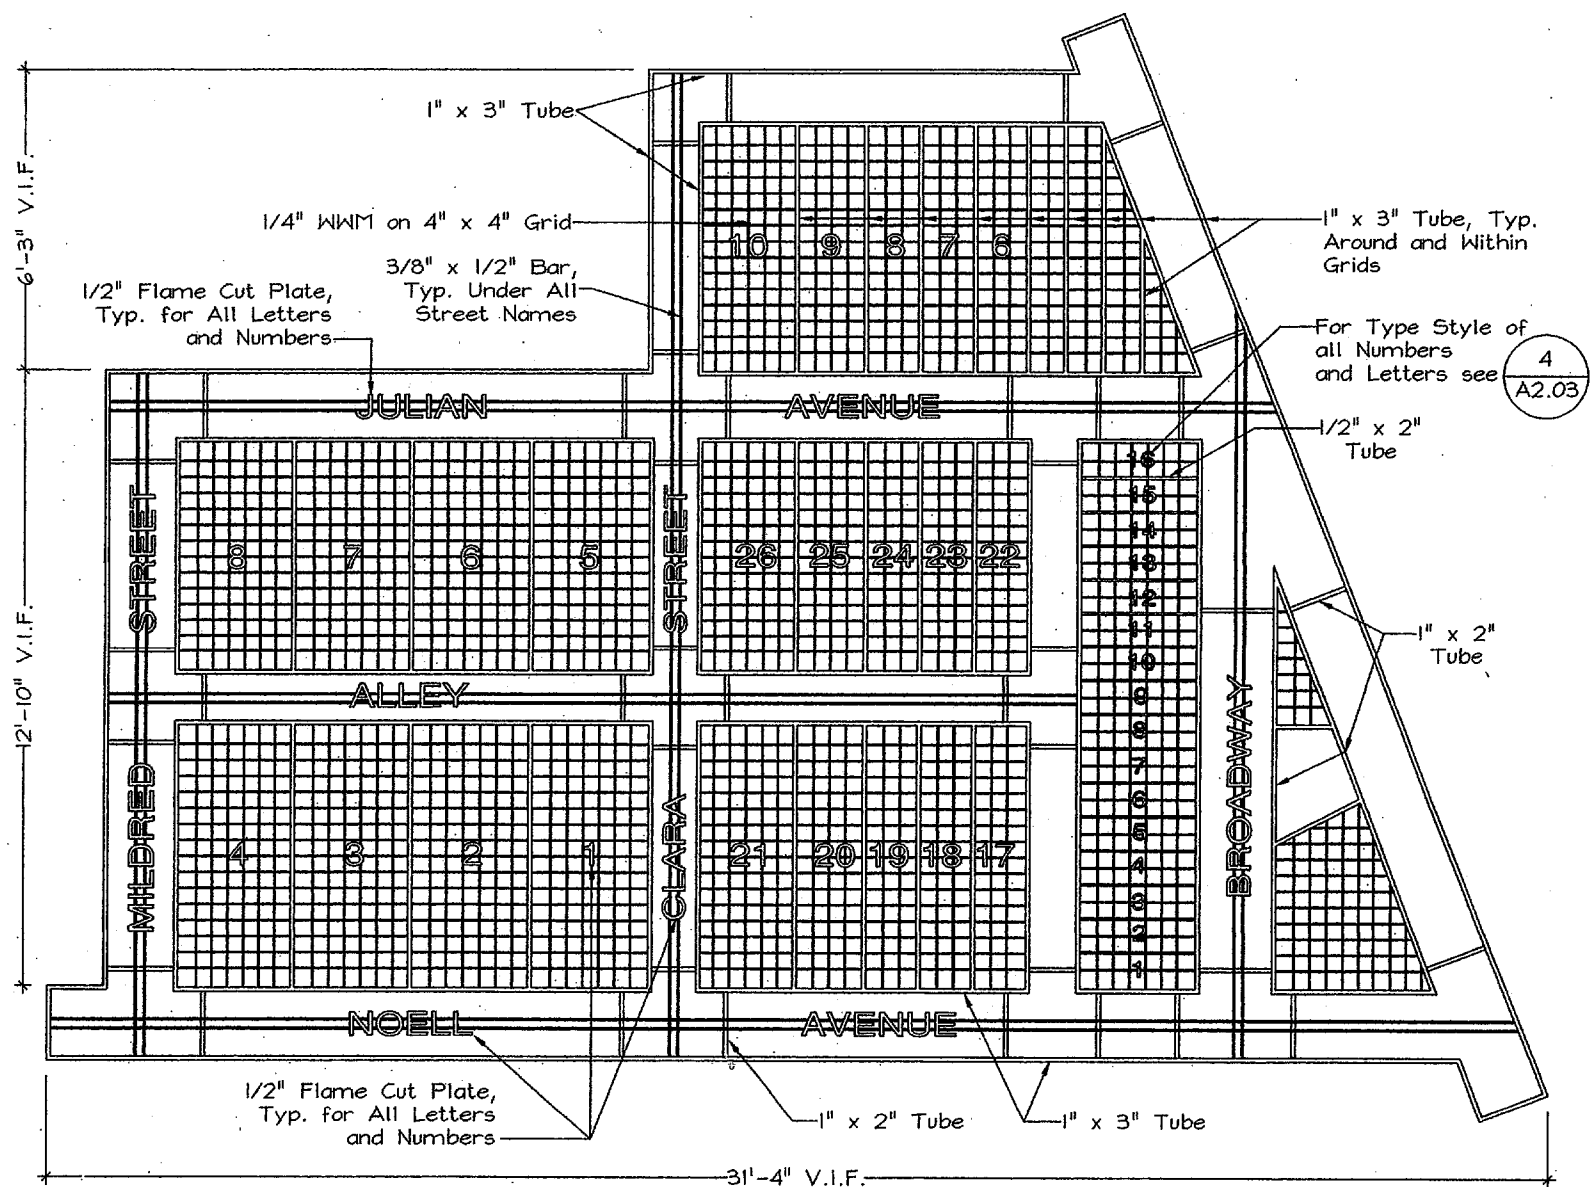 1" x 3" Tube
6'-3" V.I.F.
1/4" WWM on 4" x 4" Grid
10 9 8 7 6
1" x 3" Tube, Typ.
Around and Within
Grids
3/8" x 1/2" Bar,
Typ. Under All
Street Names
1/2" Flame Cut Plate,
Typ. for All Letters
and Numbers
For Type Style of
all Numbers
and Letters see
4
A2.03
JULIAN AVENUE
1/2" x 2"
Tube
STREET
8 7 6 5
STREET
26 25 24 23 22
16
15
14
13
12
11
10
9
8
7
6
5
4
3
2
1
12'-10" V.I.F.
1" x 2"
Tube
ALLEY
BROADWAY
MILDRED
4 3 2 1
CLARA
21 20 19 18 17
NOELL AVENUE
1/2" Flame Cut Plate,
Typ. for All Letters
and Numbers
1" x 2" Tube
1" x 3" Tube
31'-4" V.I.F.